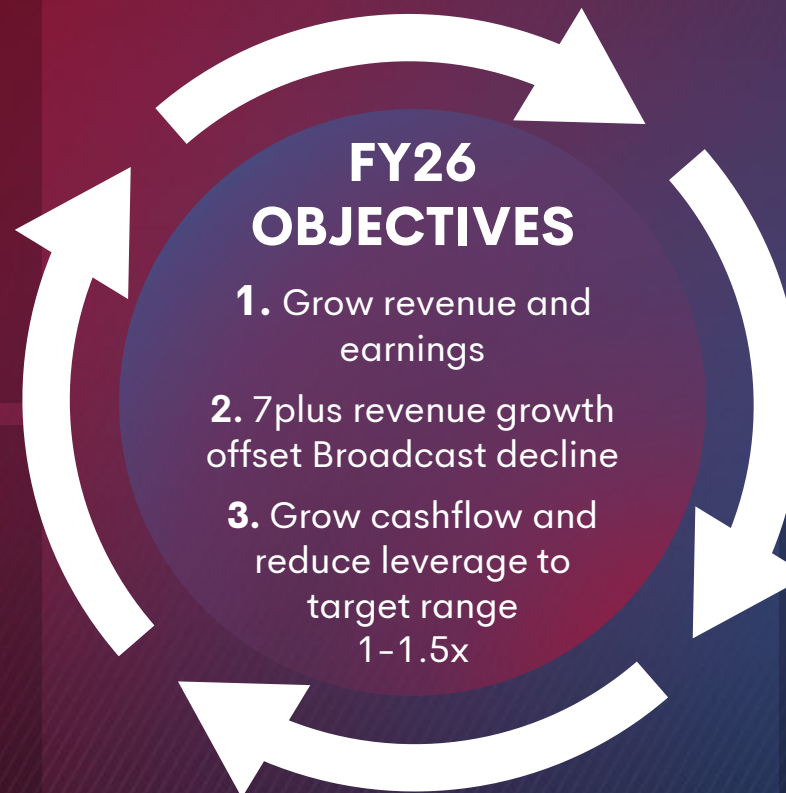 FY26
OBJECTIVES
1. Grow revenue and
earnings
2. 7plus revenue growth
offset Broadcast decline
3. Grow cashflow and
reduce leverage to
target range
1-1.5x